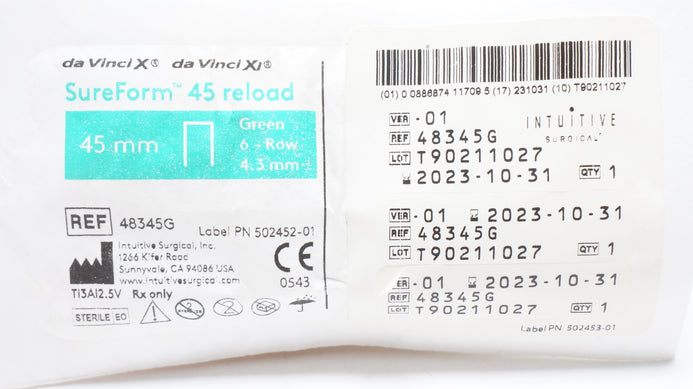 da Vinci X® da Vinci Xi®
SureForm™ 45 reload
45 mm
Green
6 - Row
4.3 mm
REF 48345G
Label PN 502452-01
Intuitive Surgical, Inc.
1266 Kifer Road
Sunnyvale, CA 94086 USA
www.intuitivesurgical.com
CE
0543
Ti3Al2.5V Rx only
STERILE EO
(01) 0 0886874 11709 5 (17) 231031 (10) T90211027
VER -01
INTUITIVE
SURGICAL®
REF 48345G
LOT T90211027
2023-10-31 QTY 1
VER -01 2023-10-31
REF 48345G
LOT T90211027 QTY 1
ER -01 2023-10-31
REF 48345G
LOT T90211027 QTY 1
Label PN 502453-01